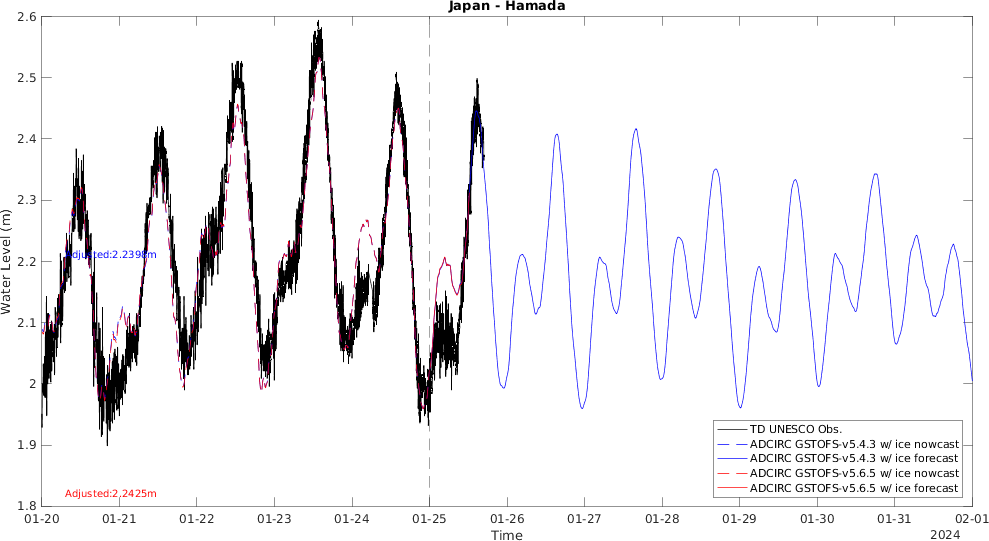 Japan - Hamada
2.6
2.5
2.4
2.3
2.2
2.1
2
1.9
1.8
Water Level (m)
Adjusted:2.2398m
Adjusted:2.2425m
TD UNESCO Obs.
ADCIRC GSTOFS-v5.4.3 w/ ice nowcast
ADCIRC GSTOFS-v5.4.3 w/ ice forecast
ADCIRC GSTOFS-v5.6.5 w/ ice nowcast
ADCIRC GSTOFS-v5.6.5 w/ ice forecast
01-20 01-21 01-22 01-23 01-24 01-25 01-26 01-27 01-28 01-29 01-30 01-31 02-01
Time
2024